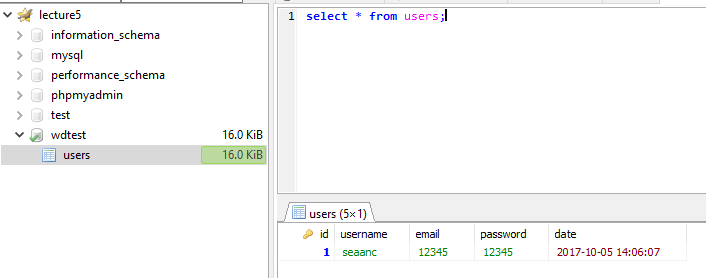 lecture5
information_schema
mysql
performance_schema
phpmyadmin
test
wdtest 16.0 KiB
users 16.0 KiB
1 select * from users;
users (5×1)
id username email password date
1 seaanc 12345 12345 2017-10-05 14:06:07